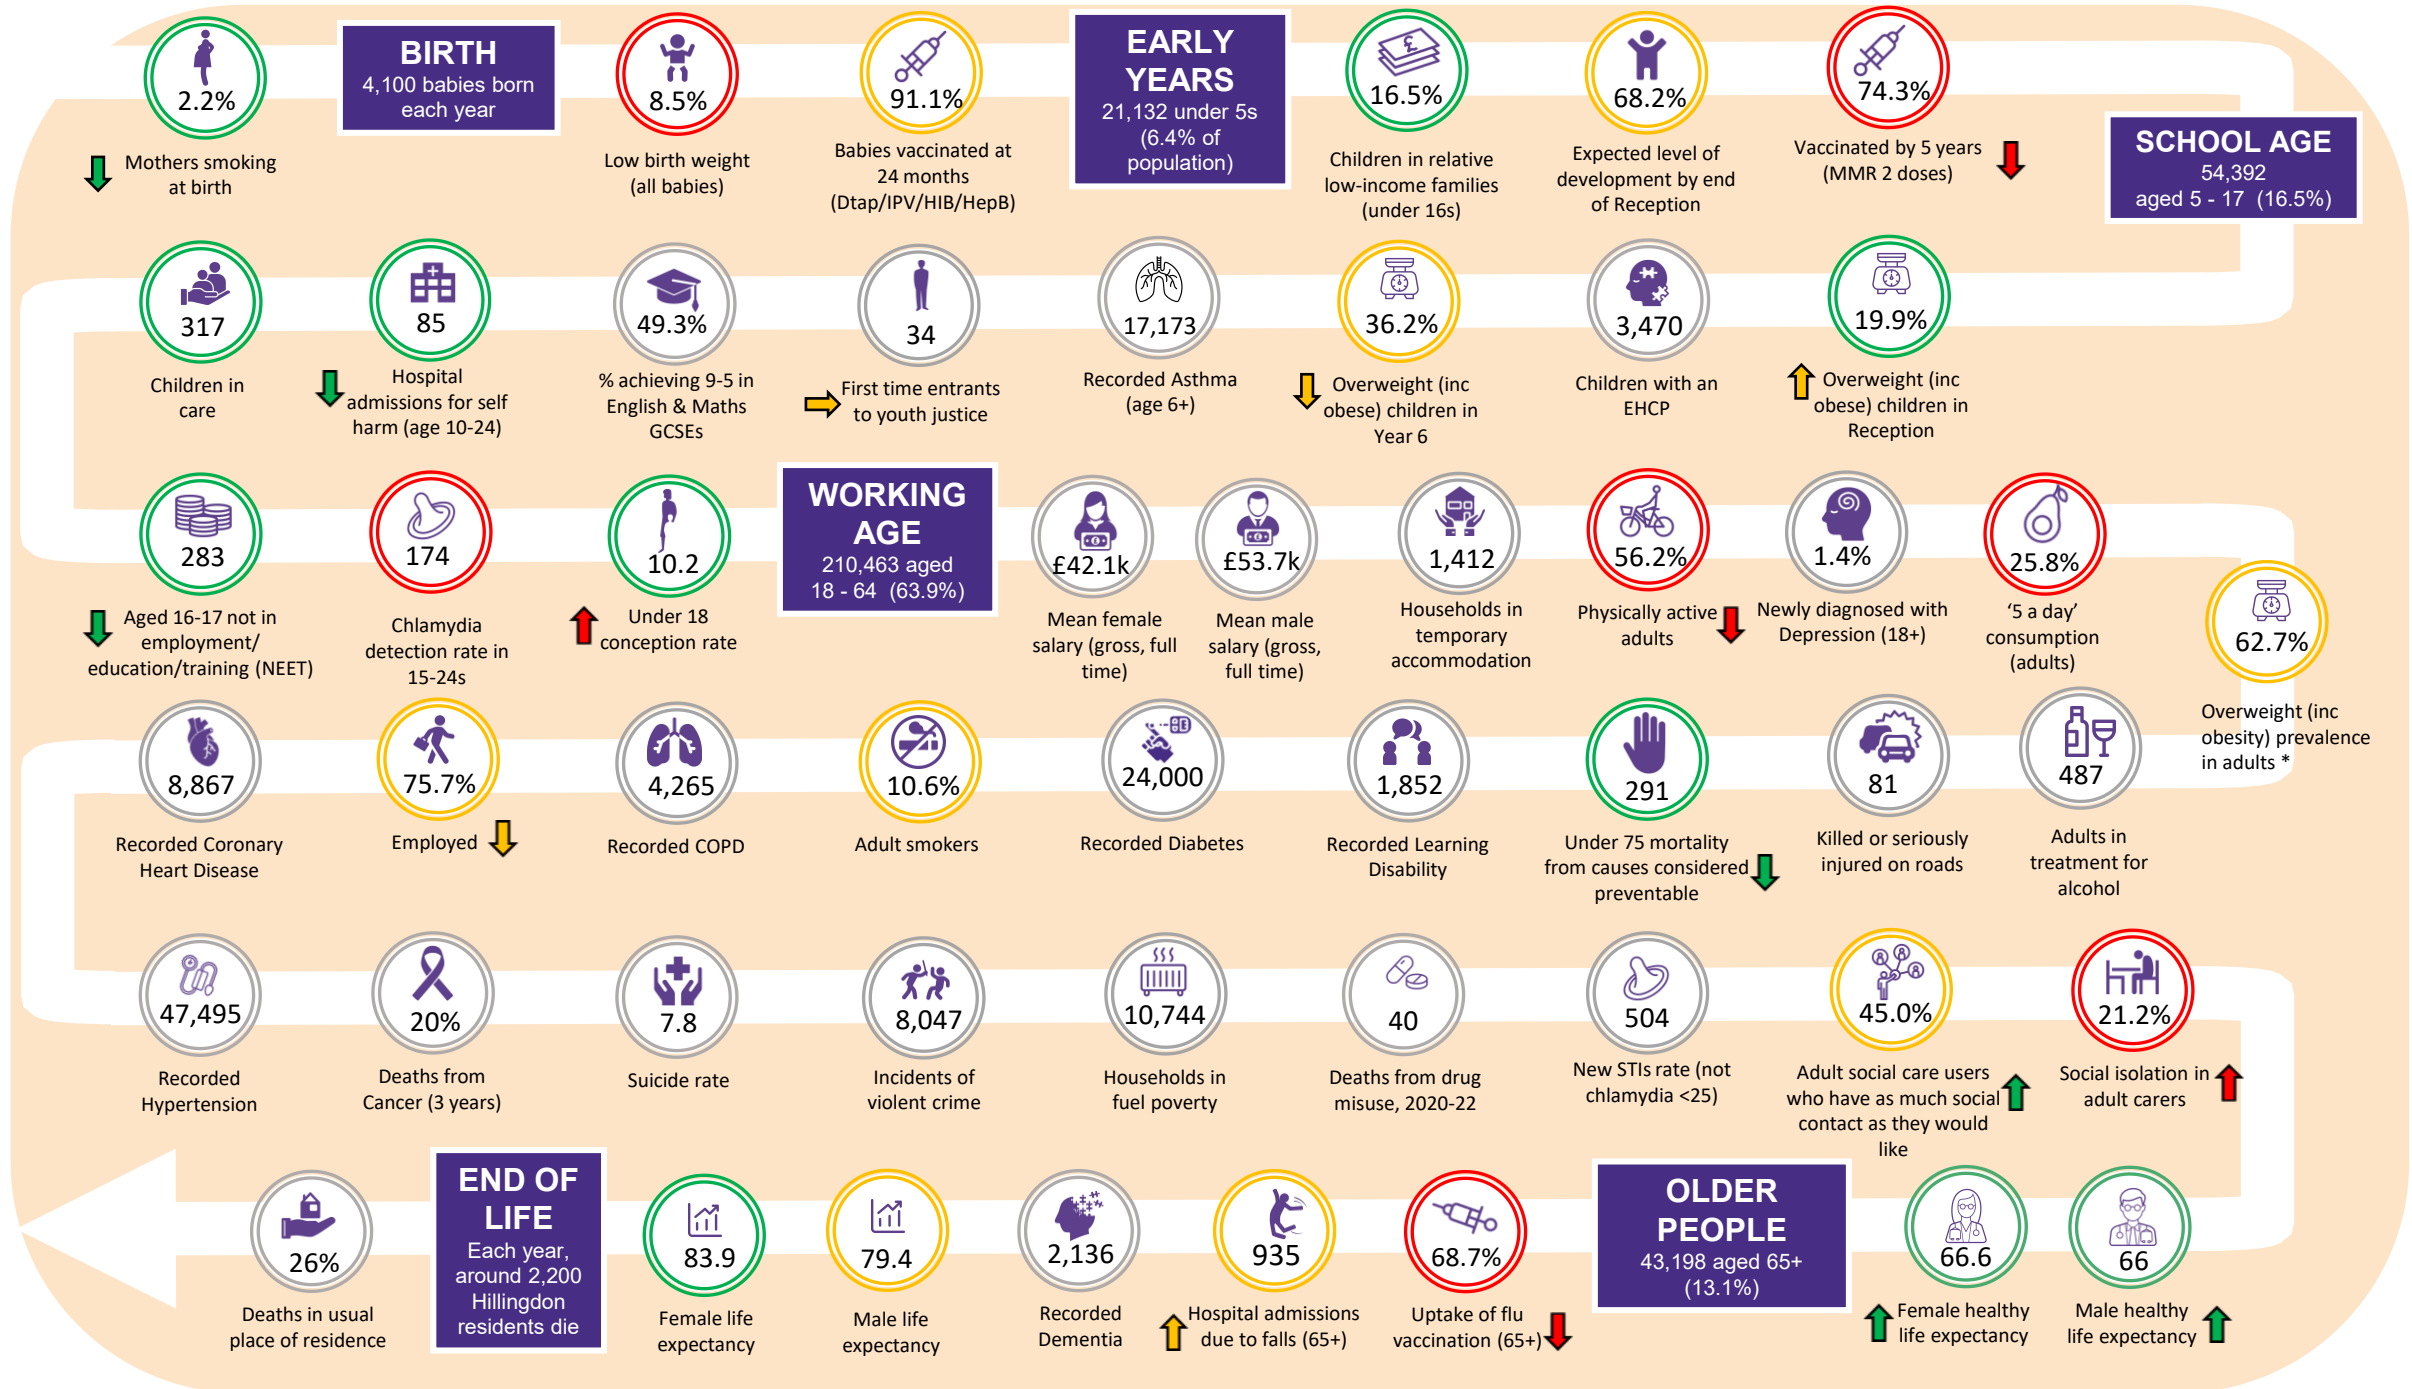 2.2%
Mothers smoking
at birth
BIRTH
4,100 babies born
each year
8.5%
Low birth weight
(all babies)
91.1%
Babies vaccinated at
24 months
(Dtap/IPV/HIB/HepB)
EARLY
YEARS
21,132 under 5s
(6.4% of
population)
16.5%
Children in relative
low-income families
(under 16s)
68.2%
Expected level of
development by end
of Reception
74.3%
Vaccinated by 5 years
(MMR 2 doses)
SCHOOL AGE
54,392
aged 5 - 17 (16.5%)
317
Children in
care
85
Hospital
admissions for self
harm (age 10-24)
49.3%
% achieving 9-5 in
English & Maths
GCSEs
34
First time entrants
to youth justice
17,173
Recorded Asthma
(age 6+)
36.2%
Overweight (inc
obese) children in
Year 6
3,470
Children with an
EHCP
19.9%
Overweight (inc
obese) children in
Reception
283
Aged 16-17 not in
employment/
education/training (NEET)
174
Chlamydia
detection rate in
15-24s
10.2
Under 18
conception rate
WORKING
AGE
210,463 aged
18 - 64 (63.9%)
£42.1k
Mean female
salary (gross, full
time)
£53.7k
Mean male
salary (gross,
full time)
1,412
Households in
temporary
accommodation
56.2%
Physically active
adults
1.4%
Newly diagnosed with
Depression (18+)
25.8%
‘5 a day’
consumption
(adults)
62.7%
Overweight (inc
obesity) prevalence
in adults *
8,867
Recorded Coronary
Heart Disease
75.7%
Employed
4,265
Recorded COPD
10.6%
Adult smokers
24,000
Recorded Diabetes
1,852
Recorded Learning
Disability
291
Under 75 mortality
from causes considered
preventable
81
Killed or seriously
injured on roads
487
Adults in
treatment for
alcohol
47,495
Recorded
Hypertension
20%
Deaths from
Cancer (3 years)
7.8
Suicide rate
8,047
Incidents of
violent crime
10,744
Households in
fuel poverty
40
Deaths from drug
misuse, 2020-22
504
New STIs rate (not
chlamydia <25)
45.0%
Adult social care users
who have as much social
contact as they would
like
21.2%
Social isolation in
adult carers
26%
Deaths in usual
place of residence
END OF
LIFE
Each year,
around 2,200
Hillingdon
residents die
83.9
Female life
expectancy
79.4
Male life
expectancy
2,136
Recorded
Dementia
935
Hospital admissions
due to falls (65+)
68.7%
Uptake of flu
vaccination (65+)
OLDER
PEOPLE
43,198 aged 65+
(13.1%)
66.6
Female healthy
life expectancy
66
Male healthy
life expectancy